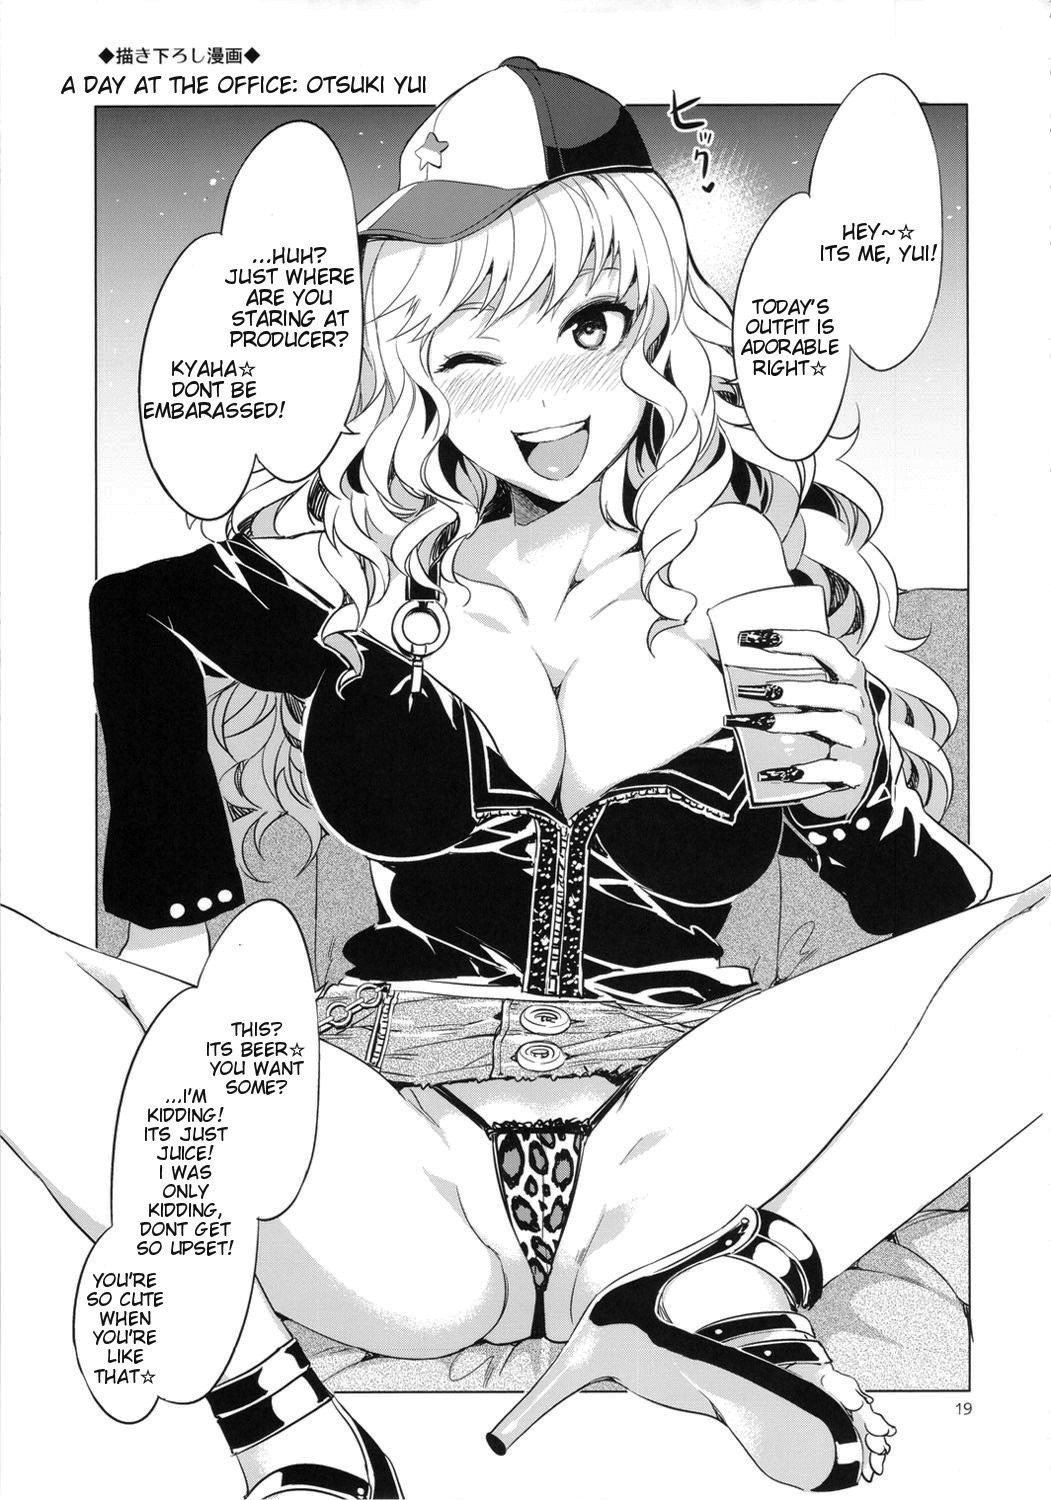 ◆描き下ろし漫画◆
A DAY AT THE OFFICE: OTSUKI YUI
ヒック♥
HEY~☆
ITS ME, YUI!
TODAY'S
OUTFIT IS
ADORABLE
RIGHT☆
...HUH?
JUST WHERE
ARE YOU
STARING AT
PRODUCER?
KYAHA☆
DONT BE
EMBARASSED!
THIS?
ITS BEER☆
YOU WANT
SOME?
...I'M
KIDDING!
ITS JUST
JUICE!
I WAS
ONLY
KIDDING,
DONT GET
SO UPSET!
YOU'RE
SO CUTE
WHEN
YOU'RE
LIKE
THAT☆
19